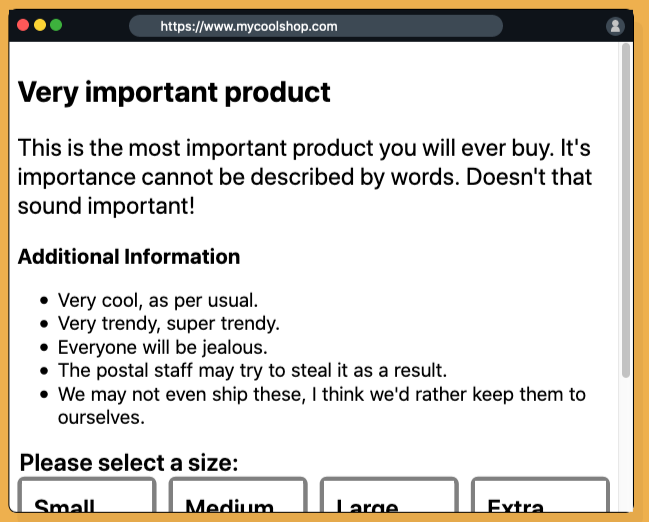 https://www.mycoolshop.com
Very important product
This is the most important product you will ever buy. It's
importance cannot be described by words. Doesn't that
sound important!
Additional Information
Very cool, as per usual.
Very trendy, super trendy.
Everyone will be jealous.
The postal staff may try to steal it as a result.
We may not even ship these, I think we'd rather keep them to
ourselves.
Please select a size:
Small Medium Large Extra